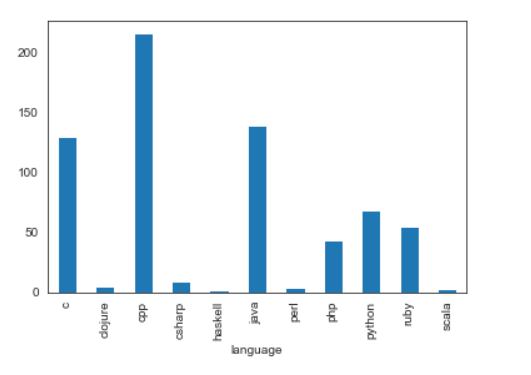 200
150
100
50
0
c
clojure
cpp
csharp
haskell
java
perl
php
python
ruby
scala
language